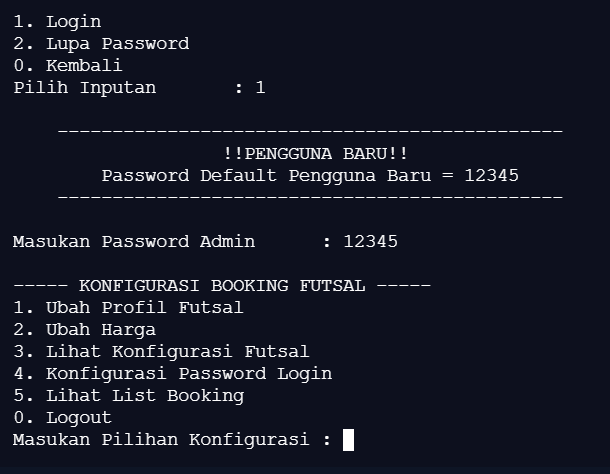 1. Login
2. Lupa Password
0. Kembali
Pilih Inputan       : 1
----------------------------------------------
!!PENGGUNA BARU!!
Password Default Pengguna Baru = 12345
----------------------------------------------
Masukan Password Admin      : 12345
----- KONFIGURASI BOOKING FUTSAL -----
1. Ubah Profil Futsal
2. Ubah Harga
3. Lihat Konfigurasi Futsal
4. Konfigurasi Password Login
5. Lihat List Booking
0. Logout
Masukan Pilihan Konfigurasi :